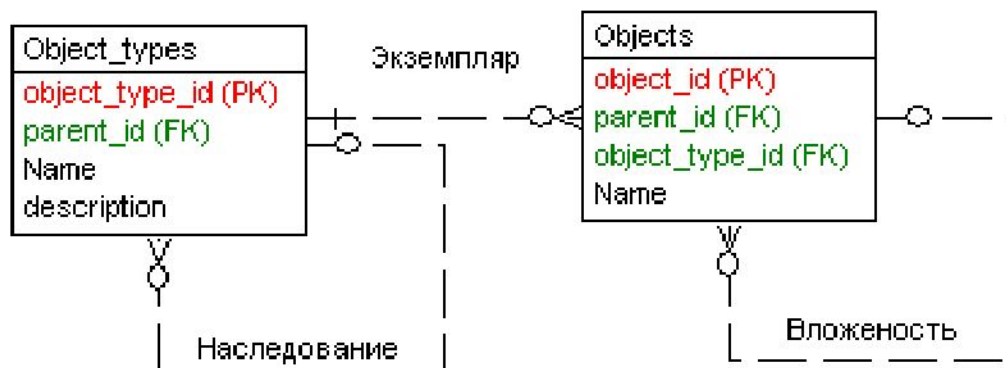 Object_types
object_type_id (PK)
parent_id (FK)
Name
description
Экземпляр
Objects
object_id (PK)
parent_id (FK)
object_type_id (FK)
Name
Наследование
Вложеность